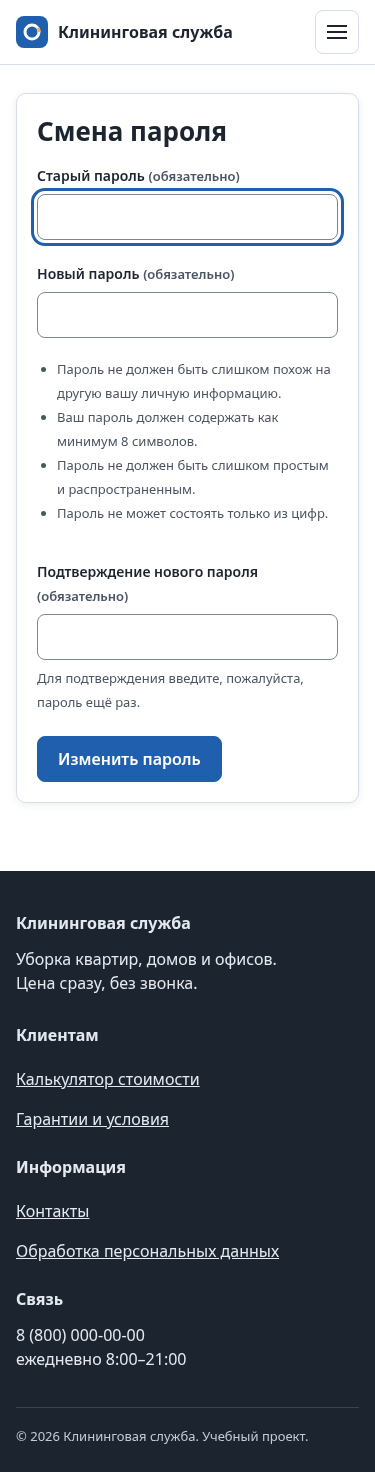 Клининговая служба
Смена пароля
Старый пароль (обязательно)
Новый пароль (обязательно)
Пароль не должен быть слишком похож на
другую вашу личную информацию.
Ваш пароль должен содержать как
минимум 8 символов.
Пароль не должен быть слишком простым
и распространенным.
Пароль не может состоять только из цифр.
Подтверждение нового пароля
(обязательно)
Для подтверждения введите, пожалуйста,
пароль ещё раз.
Изменить пароль
Клининговая служба
Уборка квартир, домов и офисов.
Цена сразу, без звонка.
Клиентам
Калькулятор стоимости
Гарантии и условия
Информация
Контакты
Обработка персональных данных
Связь
8 (800) 000-00-00
ежедневно 8:00–21:00
© 2026 Клининговая служба. Учебный проект.